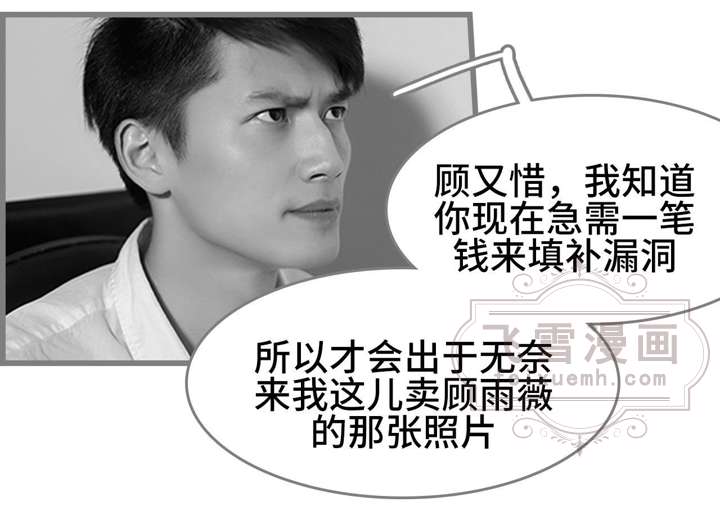 顾又惜，我知道
你现在急需一笔
钱来填补漏洞
所以才会出于无奈
来我这儿卖顾雨薇
的那张照片
飞雪漫画
feixuemh.com